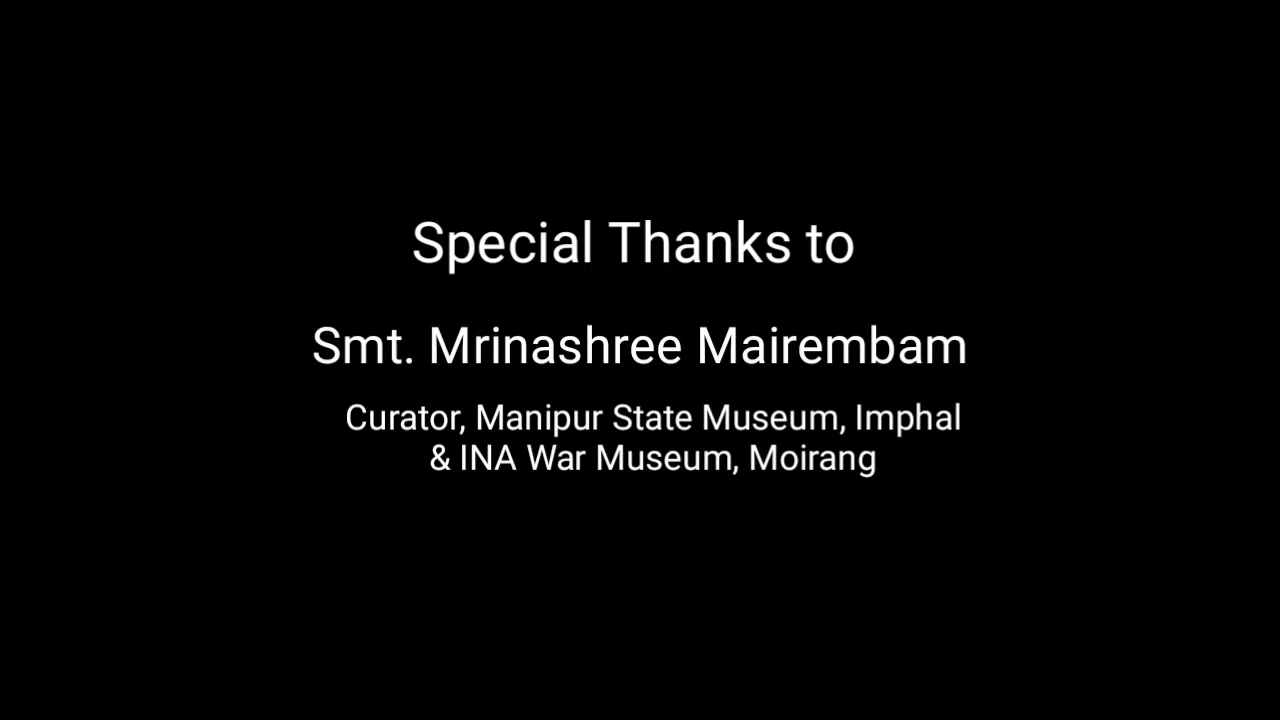 Special Thanks to
Smt. Mrinashree Mairembam
Curator, Manipur State Museum, Imphal
& INA War Museum, Moirang